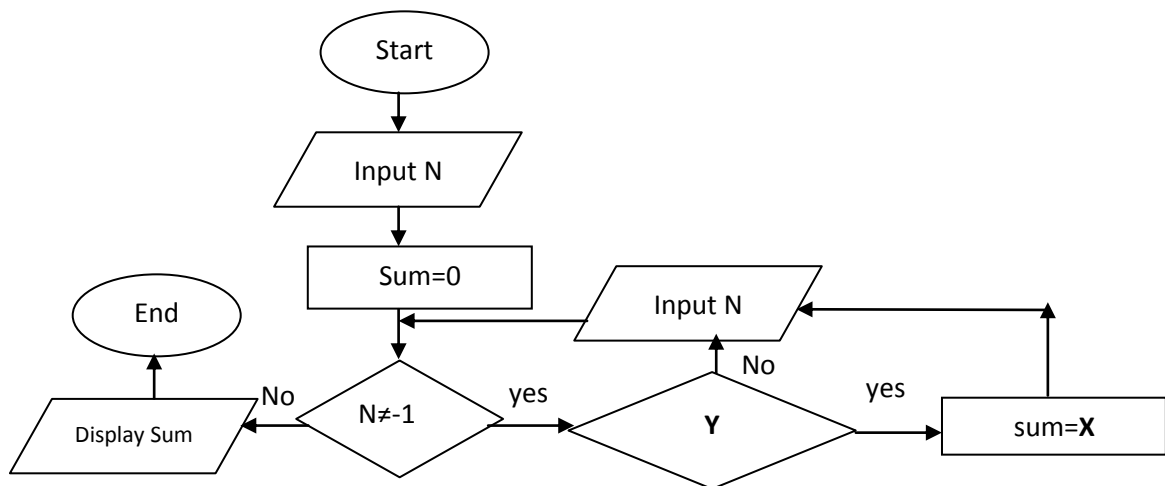 Start
Input N
Sum=0
End
Input N
No
yes
No
yes
N≠-1
Y
Display Sum
sum=X